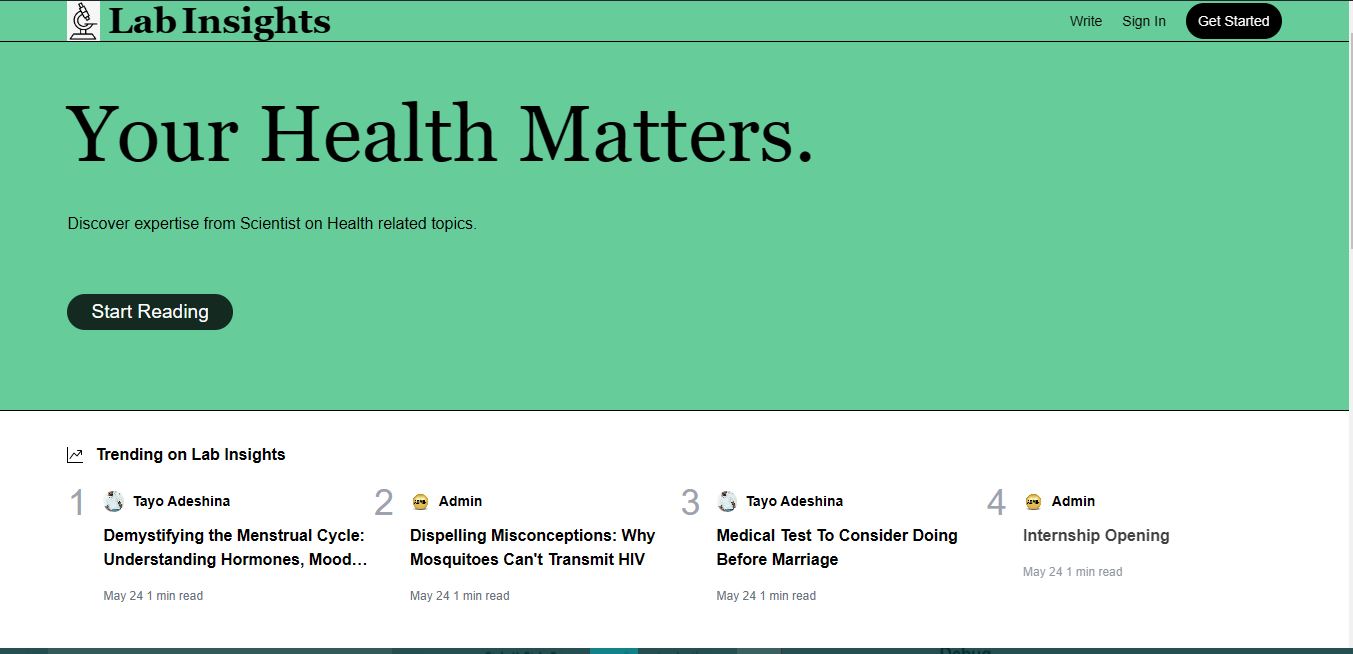 Lab Insights
Write Sign In Get Started
Your Health Matters.
Discover expertise from Scientist on Health related topics.
Start Reading
Trending on Lab Insights
1 Tayo Adeshina
Demystifying the Menstrual Cycle:
Understanding Hormones, Mood…
May 24 1 min read
2 Admin
Dispelling Misconceptions: Why
Mosquitoes Can't Transmit HIV
May 24 1 min read
3 Tayo Adeshina
Medical Test To Consider Doing
Before Marriage
May 24 1 min read
4 Admin
Internship Opening
May 24 1 min read